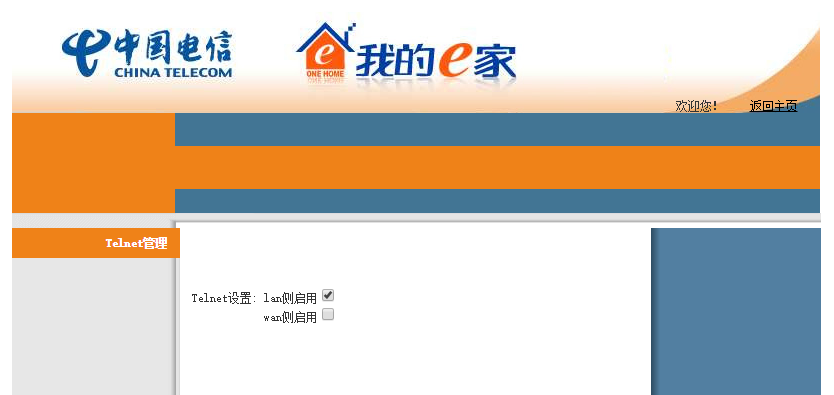 中国电信
CHINA TELECOM
e
ONE HOME
我的e家
欢迎您! 返回主页
Telnet管理
Telnet设置: lan侧启用
wan侧启用